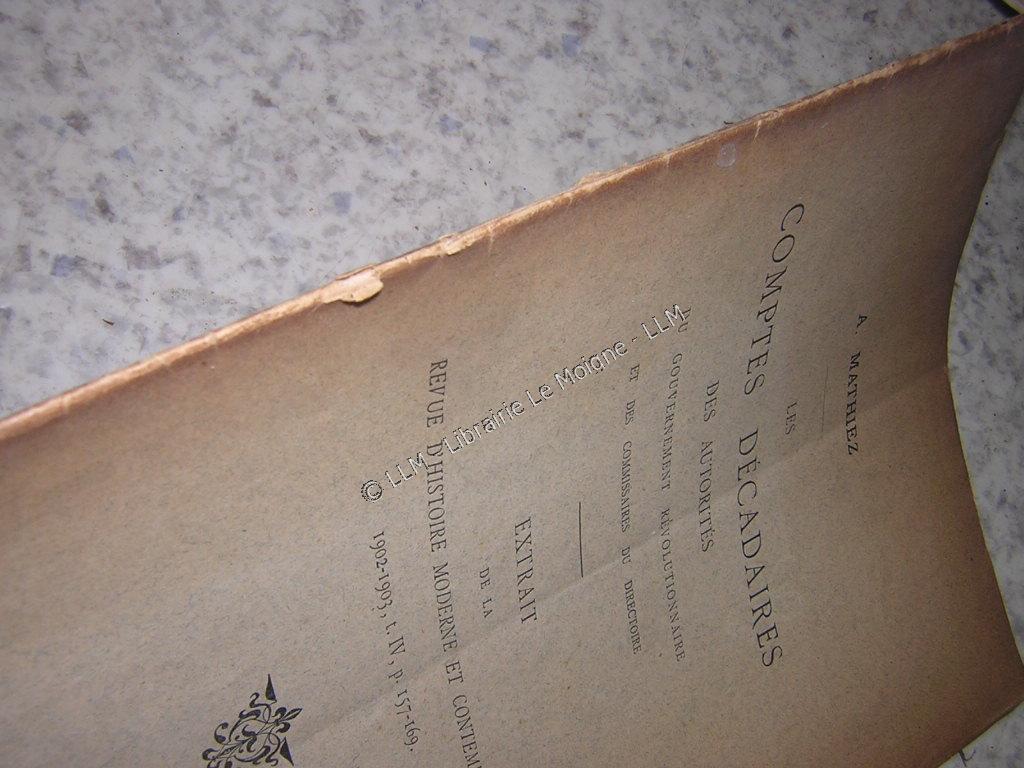 A. MATHIEZ
LES
COMPTES DÉCADAIRES
DES AUTORITÉS
DU GOUVERNEMENT RÉVOLUTIONNAIRE
ET DES COMMISSAIRES DU DIRECTOIRE
EXTRAIT
DE LA
REVUE D'HISTOIRE MODERNE ET CONTEM
1902-1903, t. IV, p. 157-169.
© LLM - Librairie Le Moigne - LLM